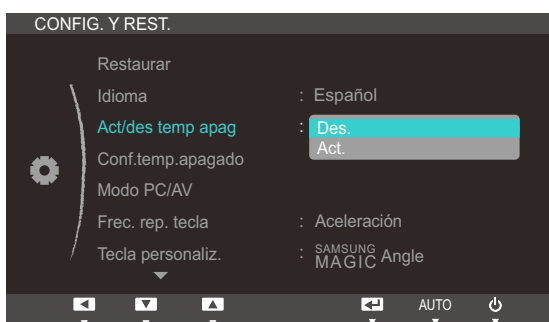 CONFIG. Y REST.
Restaurar
Idioma : Español
Act/des temp apag : Des.
Act.
Conf.temp.apagado
Modo PC/AV
Frec. rep. tecla : Aceleración
Tecla personaliz. : SAMSUNG MAGIC Angle
AUTO